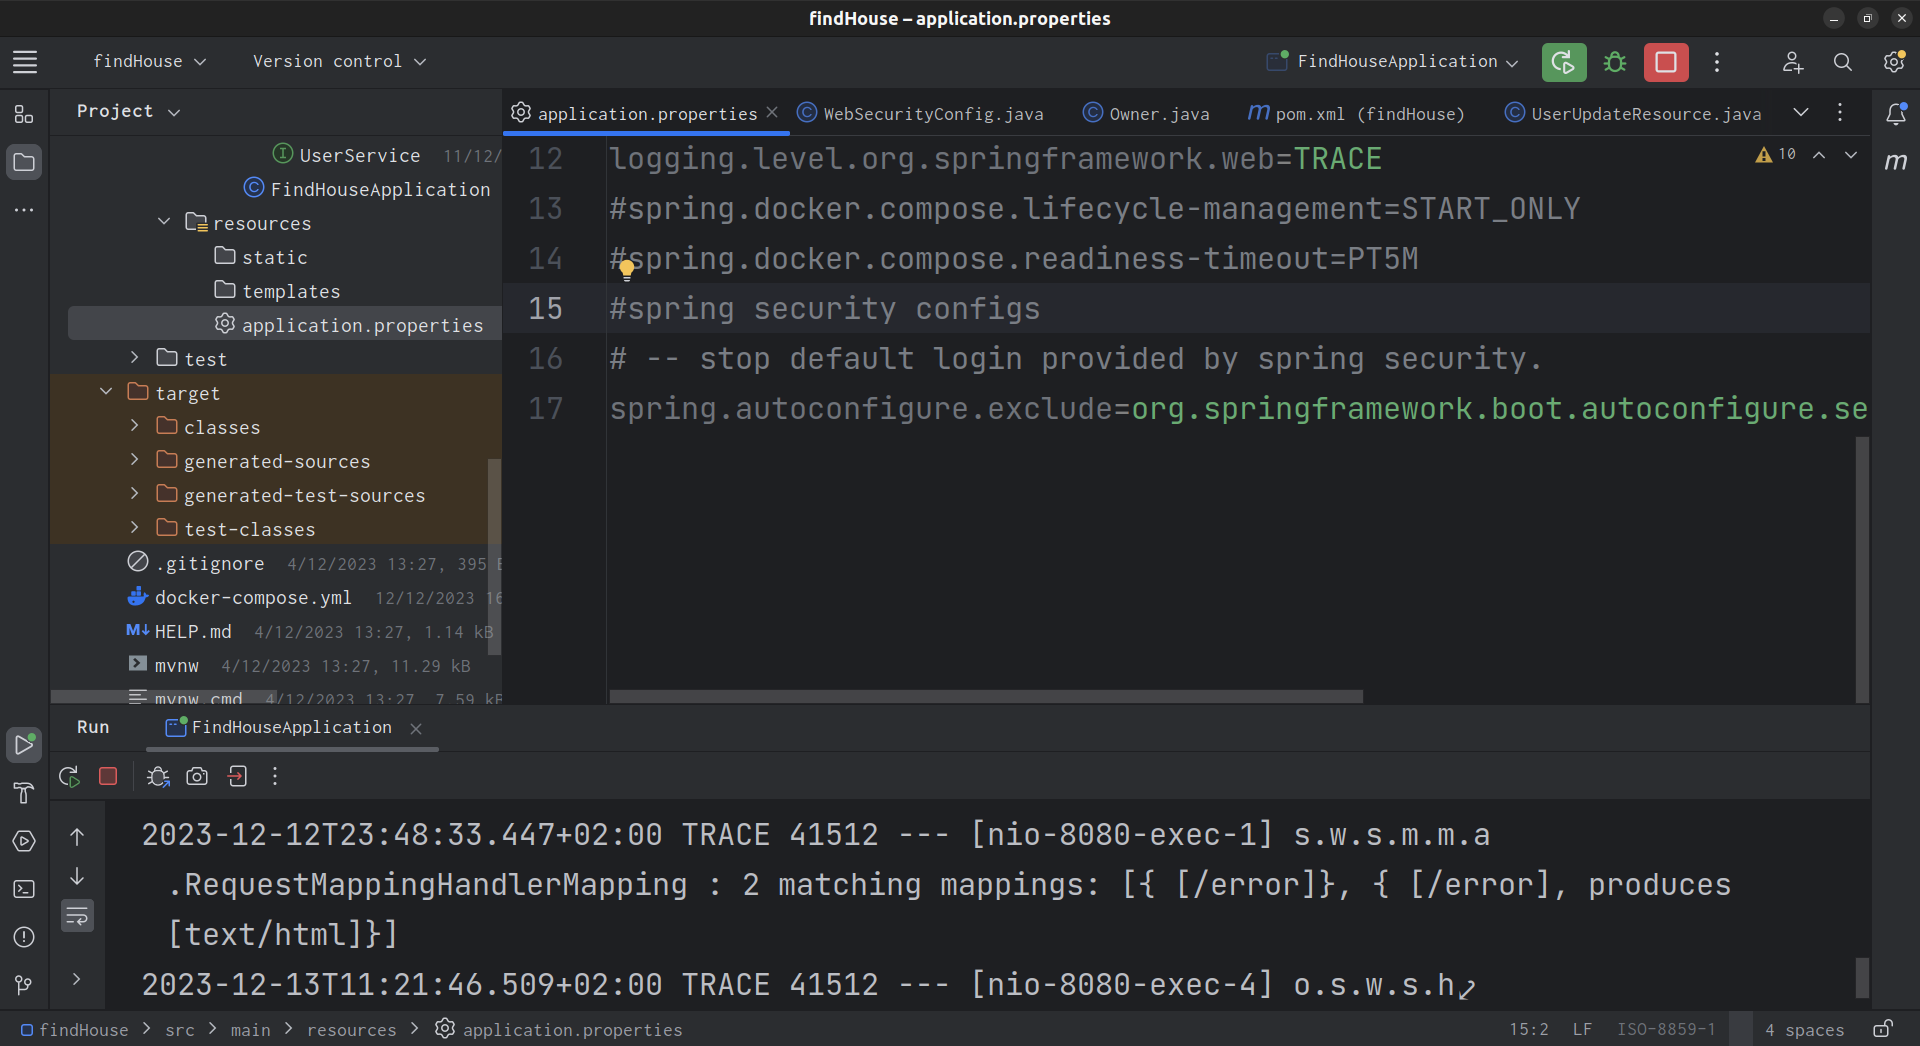 findHouse – application.properties
findHouse
Version control
FindHouseApplication
Project
application.properties
WebSecurityConfig.java
Owner.java
pom.xml (findHouse)
UserUpdateResource.java
UserService 11/12/
FindHouseApplication
resources
static
templates
application.properties
test
target
classes
generated-sources
generated-test-sources
test-classes
.gitignore 4/12/2023 13:27, 395
docker-compose.yml 12/12/2023 16
HELP.md 4/12/2023 13:27, 1.14 kB
mvnw 4/12/2023 13:27, 11.29 kB
mvnw.cmd 4/12/2023 13:27, 7.59 kB
10
12 logging.level.org.springframework.web=TRACE
13 #spring.docker.compose.lifecycle-management=START_ONLY
14 #spring.docker.compose.readiness-timeout=PT5M
15 #spring security configs
16 # -- stop default login provided by spring security.
17 spring.autoconfigure.exclude=org.springframework.boot.autoconfigure.se
Run
FindHouseApplication
2023-12-12T23:48:33.447+02:00 TRACE 41512 --- [nio-8080-exec-1] s.w.s.m.m.a
.RequestMappingHandlerMapping : 2 matching mappings: [{ [/error]}, { [/error], produces
[text/html]}]
2023-12-13T11:21:46.509+02:00 TRACE 41512 --- [nio-8080-exec-4] o.s.w.s.h
findHouse > src > main > resources > application.properties
15:2 LF ISO-8859-1 4 spaces